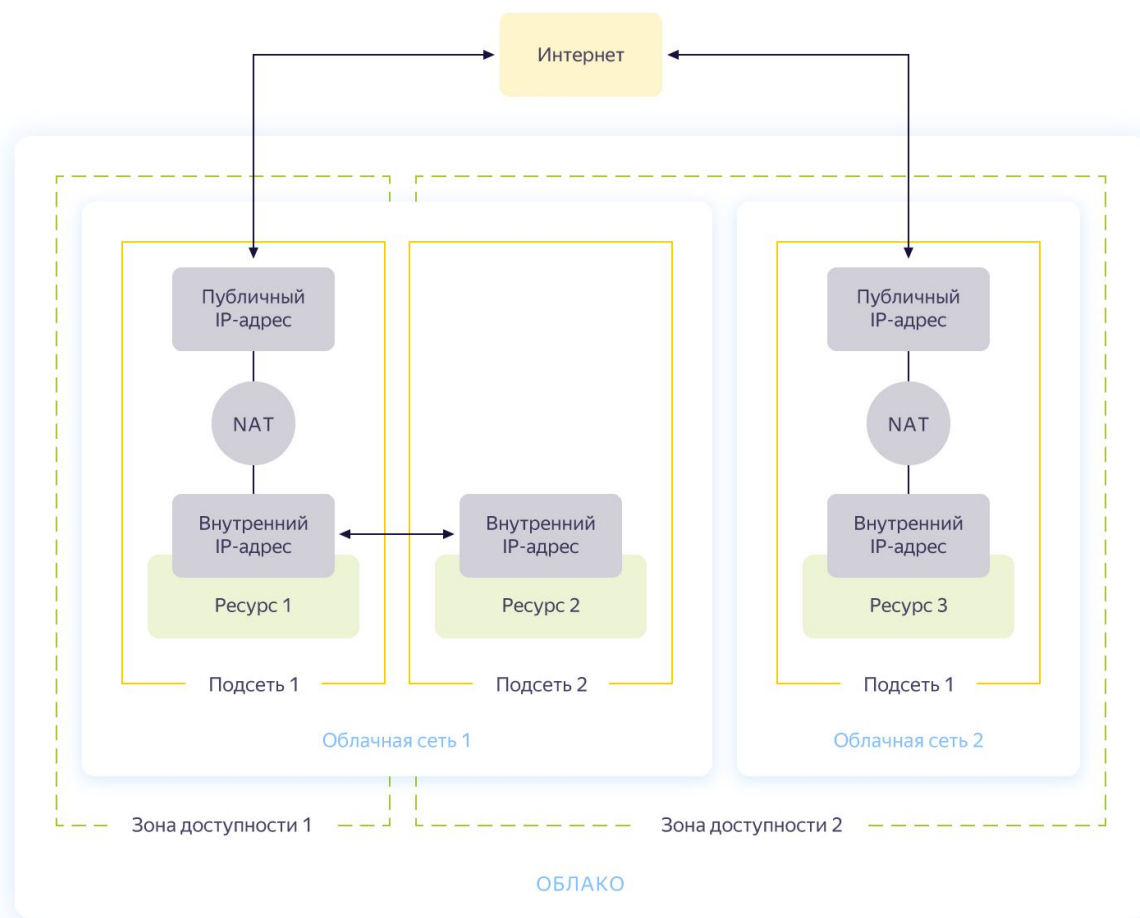 Интернет
Публичный
IP-адрес
Публичный
IP-адрес
NAT
NAT
Внутренний
IP-адрес
Внутренний
IP-адрес
Внутренний
IP-адрес
Ресурс 1
Ресурс 2
Ресурс 3
Подсеть 1
Подсеть 2
Подсеть 1
Облачная сеть 1
Облачная сеть 2
Зона доступности 1
Зона доступности 2
ОБЛАКО